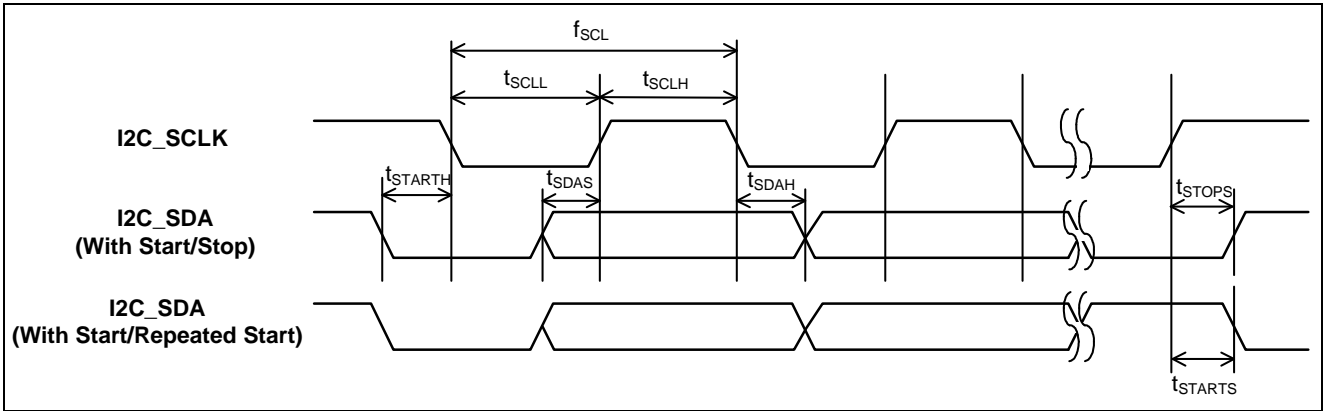 fSCL
tSCLL
tSCLH
I2C_SCLK
tSTARTH
tSDAS
tSDAH
tSTOPS
I2C_SDA
(With Start/Stop)
I2C_SDA
(With Start/Repeated Start)
tSTARTS